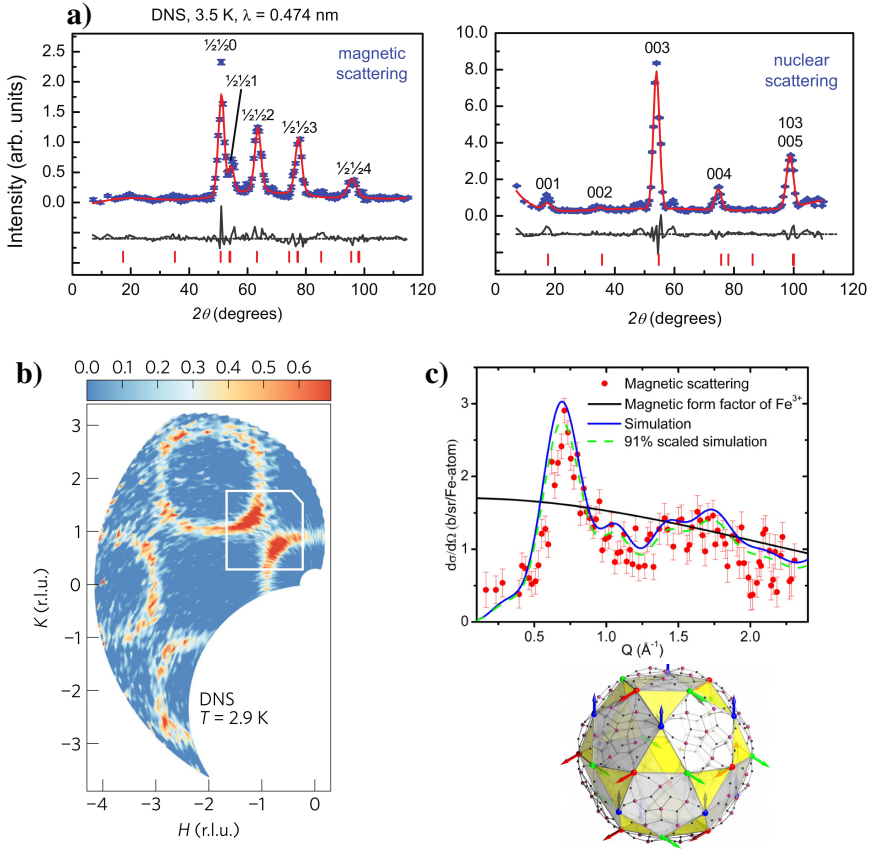 a)
DNS, 3.5 K, λ = 0.474 nm
Intensity (arb. units)
2.5
2.0
1.5
1.0
0.5
0.0
½½0
½½1
½½2
½½3
½½4
magnetic
scattering
0 20 40 60 80 100 120
2θ (degrees)
10.0
8.0
6.0
4.0
2.0
0.0
001
002
003
004
103
005
nuclear
scattering
0 20 40 60 80 100 120
2θ (degrees)
b)
0.0 0.1 0.2 0.3 0.4 0.5 0.6
K (r.l.u.)
3
2
1
0
−1
−2
−3
DNS
T = 2.9 K
−4 −3 −2 −1 0
H (r.l.u.)
c)
dσ/dΩ (b/sr/Fe-atom)
3
2
1
0
Magnetic scattering
Magnetic form factor of Fe³⁺
Simulation
91% scaled simulation
0.5 1.0 1.5 2.0
Q (Å⁻¹)